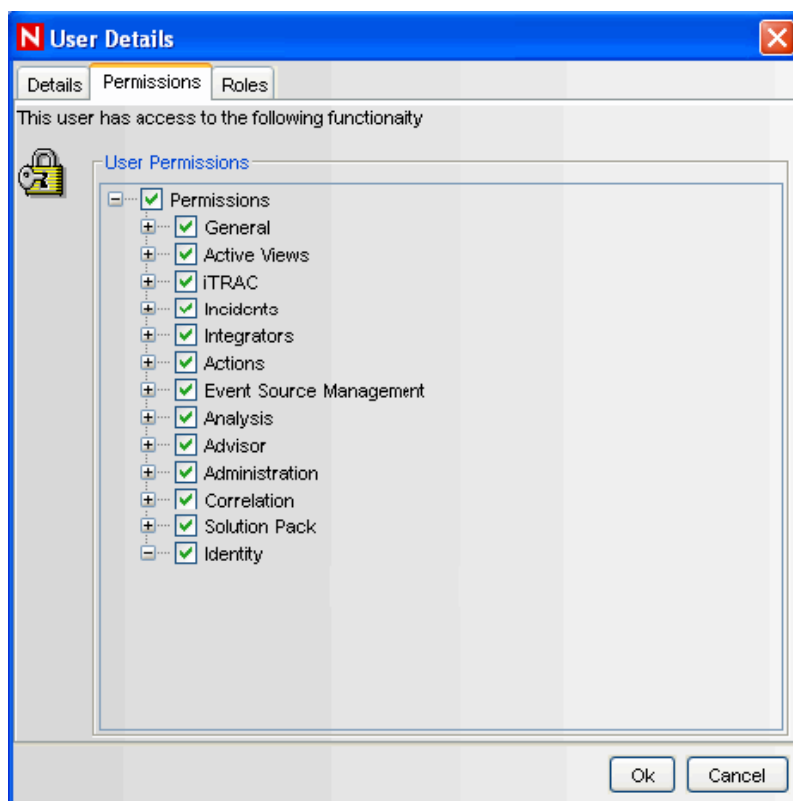 N User Details
Details Permissions Roles
This user has access to the following functionaity
User Permissions
Permissions
General
Active Views
iTRAC
Incidents
Integrators
Actions
Event Source Management
Analysis
Advisor
Administration
Correlation
Solution Pack
Identity
Ok Cancel